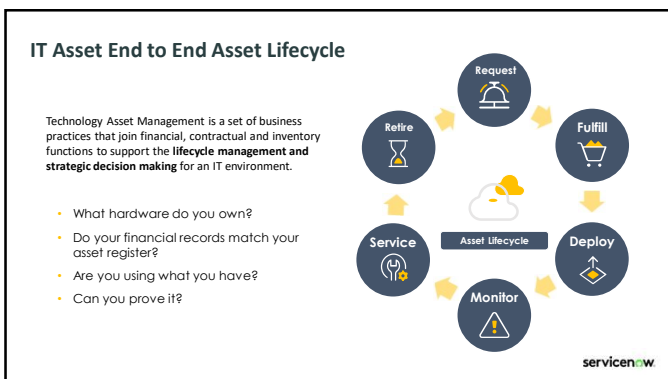 IT Asset End to End Asset Lifecycle
Technology Asset Management is a set of business
practices that join financial, contractual and inventory
functions to support the lifecycle management and
strategic decision making for an IT environment.
• What hardware do you own?
• Do your financial records match your
asset register?
• Are you using what you have?
• Can you prove it?
Request
Fulfill
Deploy
Monitor
Service
Retire
Asset Lifecycle
servicenow.